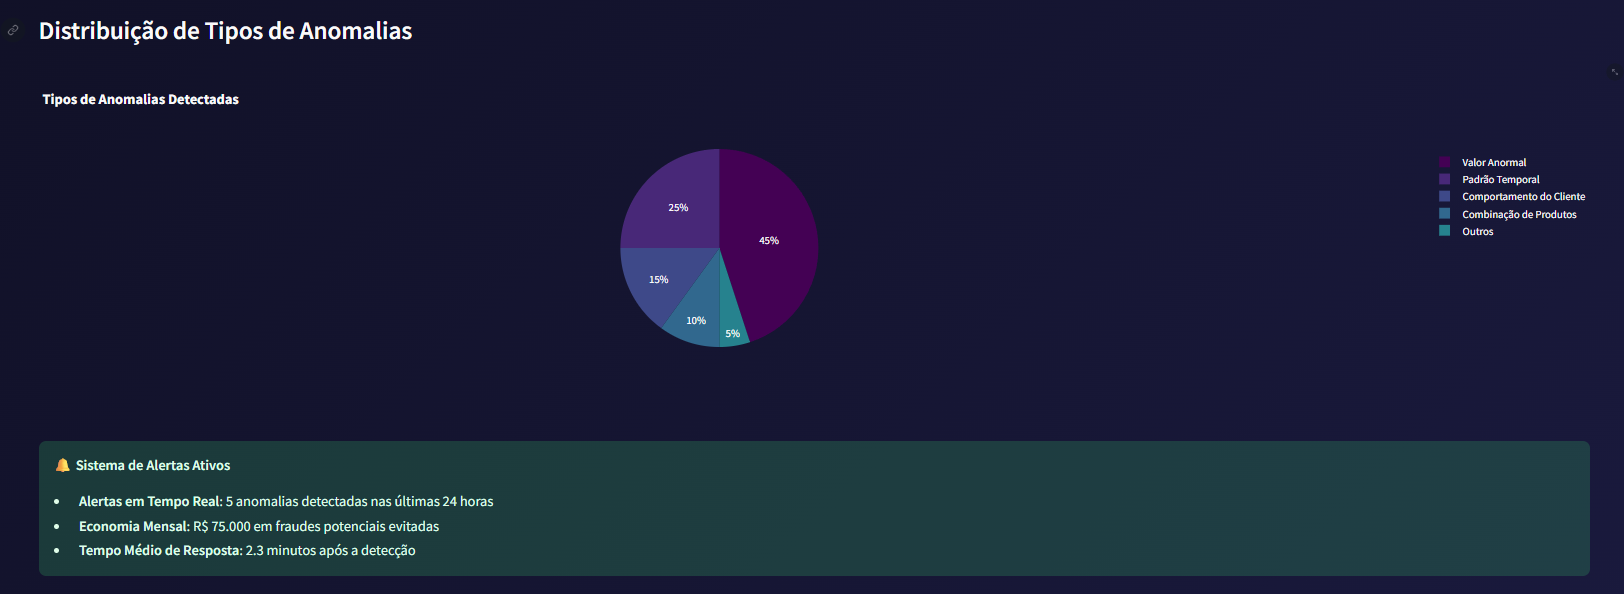 Distribuição de Tipos de Anomalias
Tipos de Anomalias Detectadas
25%
45%
15%
10%
5%
Valor Anormal
Padrão Temporal
Comportamento do Cliente
Combinação de Produtos
Outros
🔔 Sistema de Alertas Ativos
• Alertas em Tempo Real: 5 anomalias detectadas nas últimas 24 horas
• Economia Mensal: R$ 75.000 em fraudes potenciais evitadas
• Tempo Médio de Resposta: 2.3 minutos após a detecção